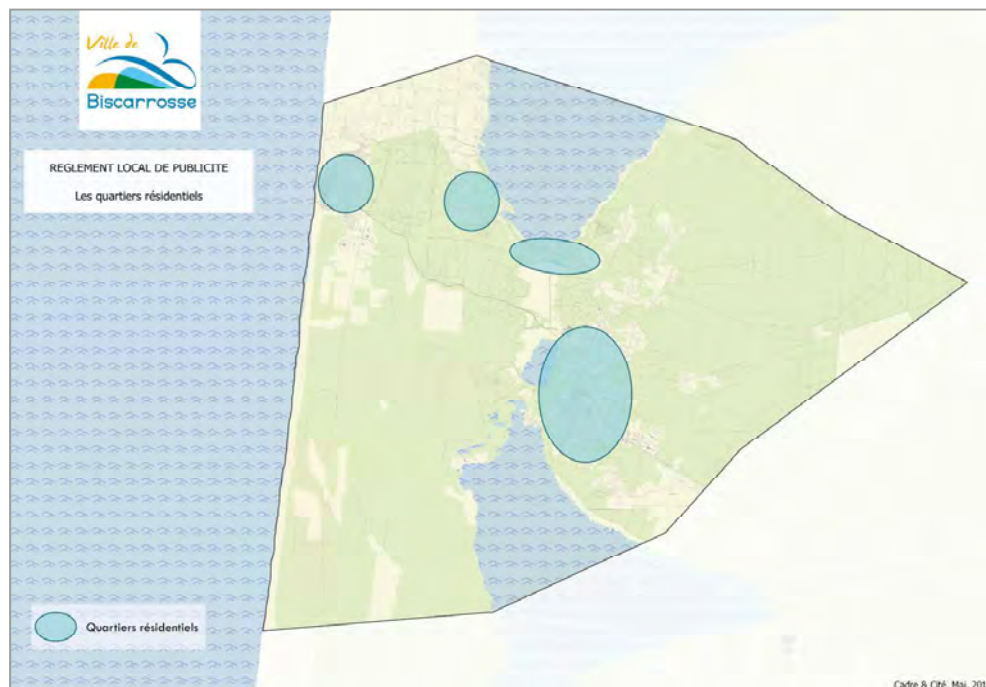 Ville de
Biscarrosse
REGLEMENT LOCAL DE PUBLICITE
Les quartiers résidentiels
Quartiers résidentiels
Cadre & Cité, Mai, 201